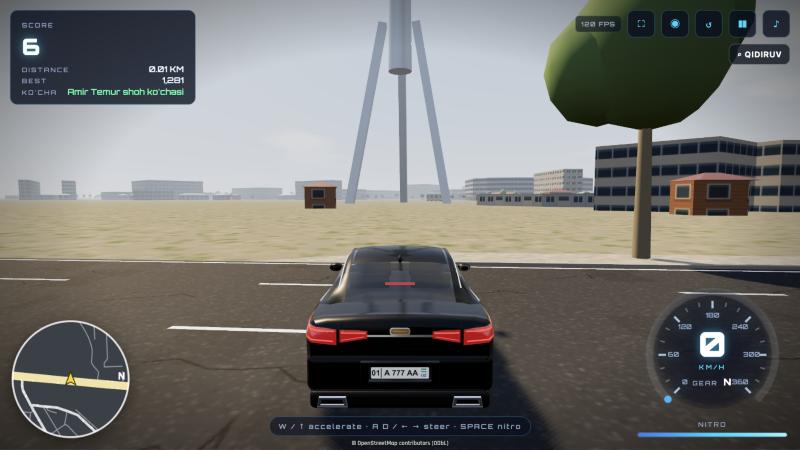 SCORE
6
DISTANCE 0.01 KM
BEST 1,281
KO'CHA Amir Temur shoh ko'chasi
120 FPS
QIDIRUV
N
01 A 777 AA
180
120 240
60 300
0 360
0
KM/H
GEAR N
NITRO
W / ↑ accelerate · A D / ← → steer · SPACE nitro
© OpenStreetMap contributors (ODbL)